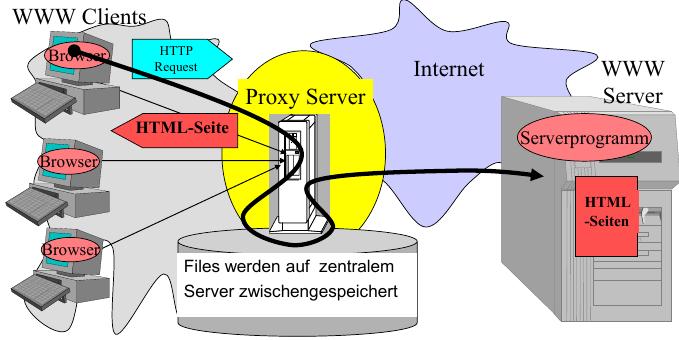 WWW Clients
Browser
HTTP
Request
HTML-Seite
Browser
Browser
Proxy Server
Files werden auf zentralem
Server zwischengespeichert
Internet
WWW
Server
Serverprogramm
HTML
-Seiten